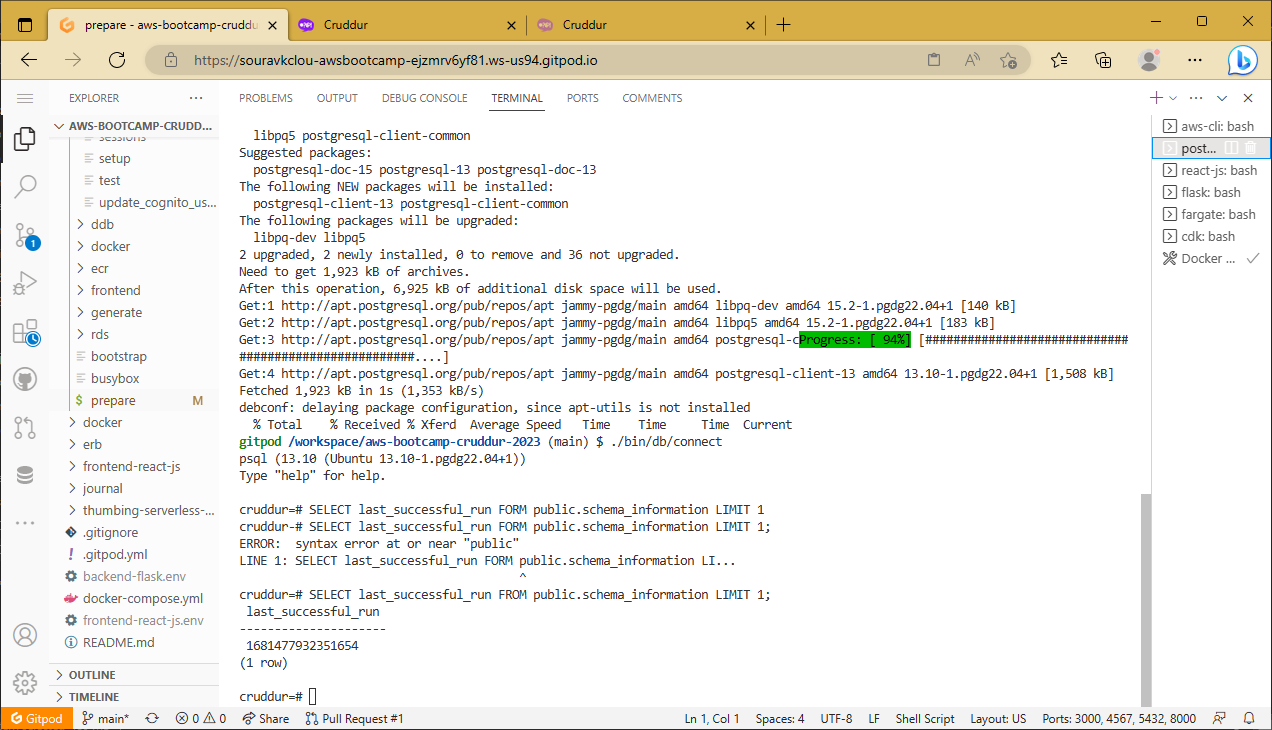 prepare - aws-bootcamp-cruddu
Cruddur
Cruddur
https://souravkclou-awsbootcamp-ejzmrv6yf81.ws-us94.gitpod.io
EXPLORER
AWS-BOOTCAMP-CRUDD...
sessions
setup
test
update_cognito_us...
ddb
docker
ecr
frontend
generate
rds
bootstrap
busybox
$ prepare M
docker
erb
frontend-react-js
journal
thumbing-serverless-...
.gitignore
! .gitpod.yml
backend-flask.env
docker-compose.yml
frontend-react-js.env
README.md
OUTLINE
TIMELINE
1
PROBLEMS OUTPUT DEBUG CONSOLE TERMINAL PORTS COMMENTS
libpq5 postgresql-client-common
Suggested packages:
postgresql-doc-15 postgresql-13 postgresql-doc-13
The following NEW packages will be installed:
postgresql-client-13 postgresql-client-common
The following packages will be upgraded:
libpq-dev libpq5
2 upgraded, 2 newly installed, 0 to remove and 36 not upgraded.
Need to get 1,923 kB of archives.
After this operation, 6,925 kB of additional disk space will be used.
Get:1 http://apt.postgresql.org/pub/repos/apt jammy-pgdg/main amd64 libpq-dev amd64 15.2-1.pgdg22.04+1 [140 kB]
Get:2 http://apt.postgresql.org/pub/repos/apt jammy-pgdg/main amd64 libpq5 amd64 15.2-1.pgdg22.04+1 [183 kB]
Get:3 http://apt.postgresql.org/pub/repos/apt jammy-pgdg/main amd64 postgresql-cProgress: [ 94%] [#############################
#########################....]
Get:4 http://apt.postgresql.org/pub/repos/apt jammy-pgdg/main amd64 postgresql-client-13 amd64 13.10-1.pgdg22.04+1 [1,508 kB]
Fetched 1,923 kB in 1s (1,353 kB/s)
debconf: delaying package configuration, since apt-utils is not installed
% Total % Received % Xferd Average Speed Time Time Time Current
gitpod /workspace/aws-bootcamp-cruddur-2023 (main) $ ./bin/db/connect
psql (13.10 (Ubuntu 13.10-1.pgdg22.04+1))
Type "help" for help.
cruddur=# SELECT last_successful_run FORM public.schema_information LIMIT 1
cruddur-# SELECT last_successful_run FORM public.schema_information LIMIT 1;
ERROR: syntax error at or near "public"
LINE 1: SELECT last_successful_run FORM public.schema_information LI...
^
cruddur=# SELECT last_successful_run FROM public.schema_information LIMIT 1;
last_successful_run
---------------------
1681477932351654
(1 row)
cruddur=#
aws-cli: bash
post...
react-js: bash
flask: bash
fargate: bash
cdk: bash
Docker ...
Gitpod main* 0 0 Share Pull Request #1 Ln 1, Col 1 Spaces: 4 UTF-8 LF Shell Script Layout: US Ports: 3000, 4567, 5432, 8000